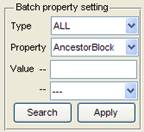 Batch property setting
Type ALL
Property AncestorBlock
Value --
-- ---
Search Apply